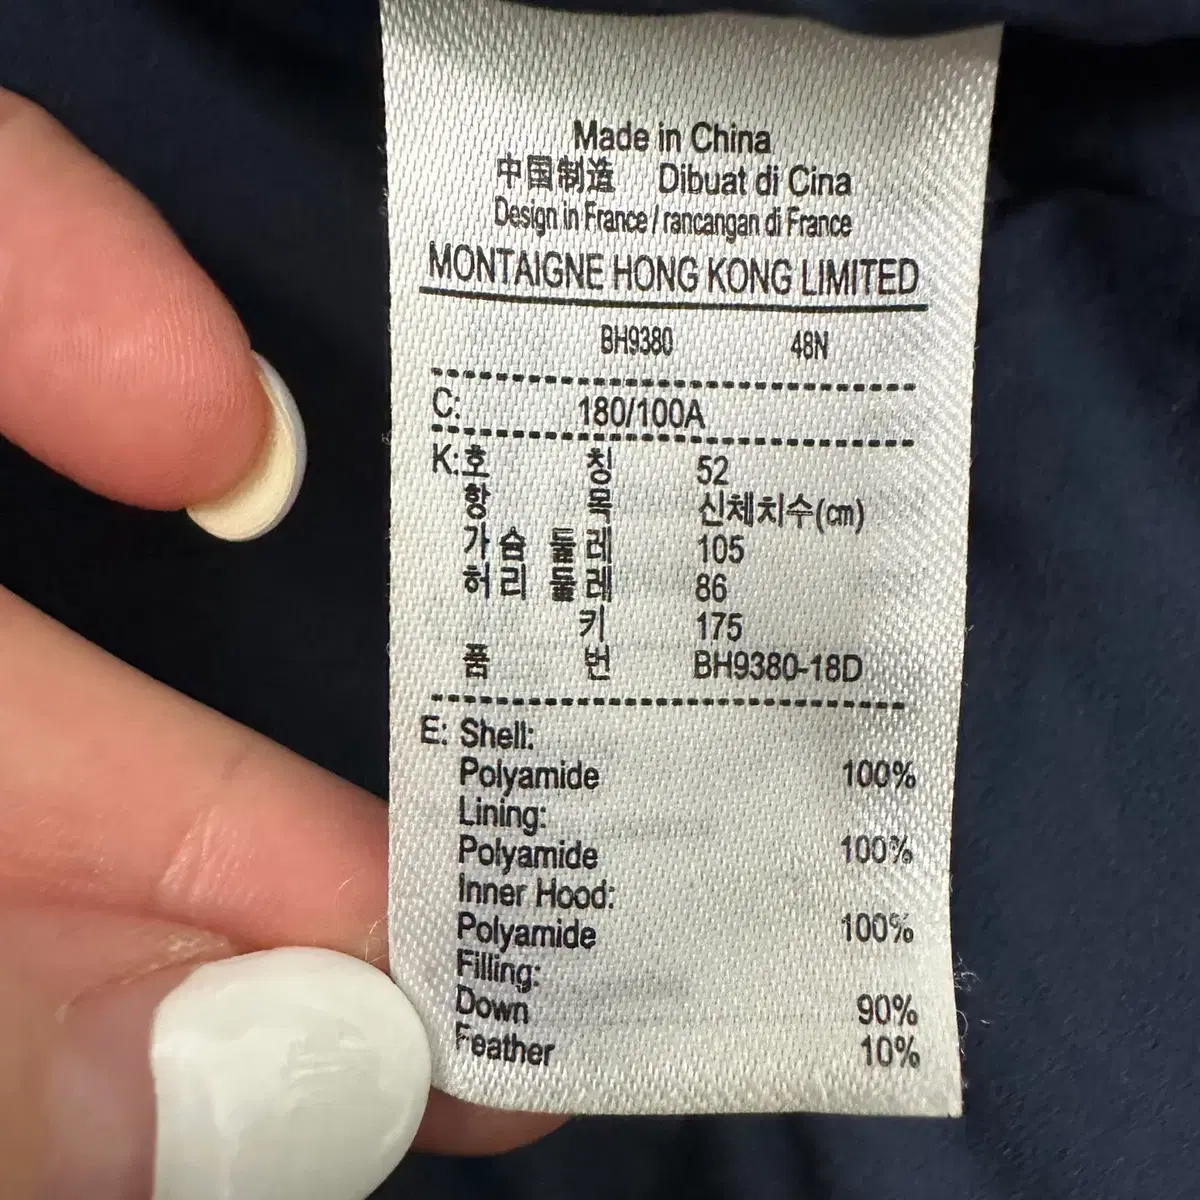 Made in China
中国制造 Dibuat di Cina
Design in France / rancangan di France
MONTAIGNE HONG KONG LIMITED
BH9380 48N
C: 180/100A
K:호 칭 52
항 목 신체치수(㎝)
가 슴 둘 레 105
허 리 둘 레 86
키 175
품 번 BH9380-18D
E: Shell:
Polyamide 100%
Lining:
Polyamide 100%
Inner Hood:
Polyamide 100%
Filling:
Down 90%
Feather 10%